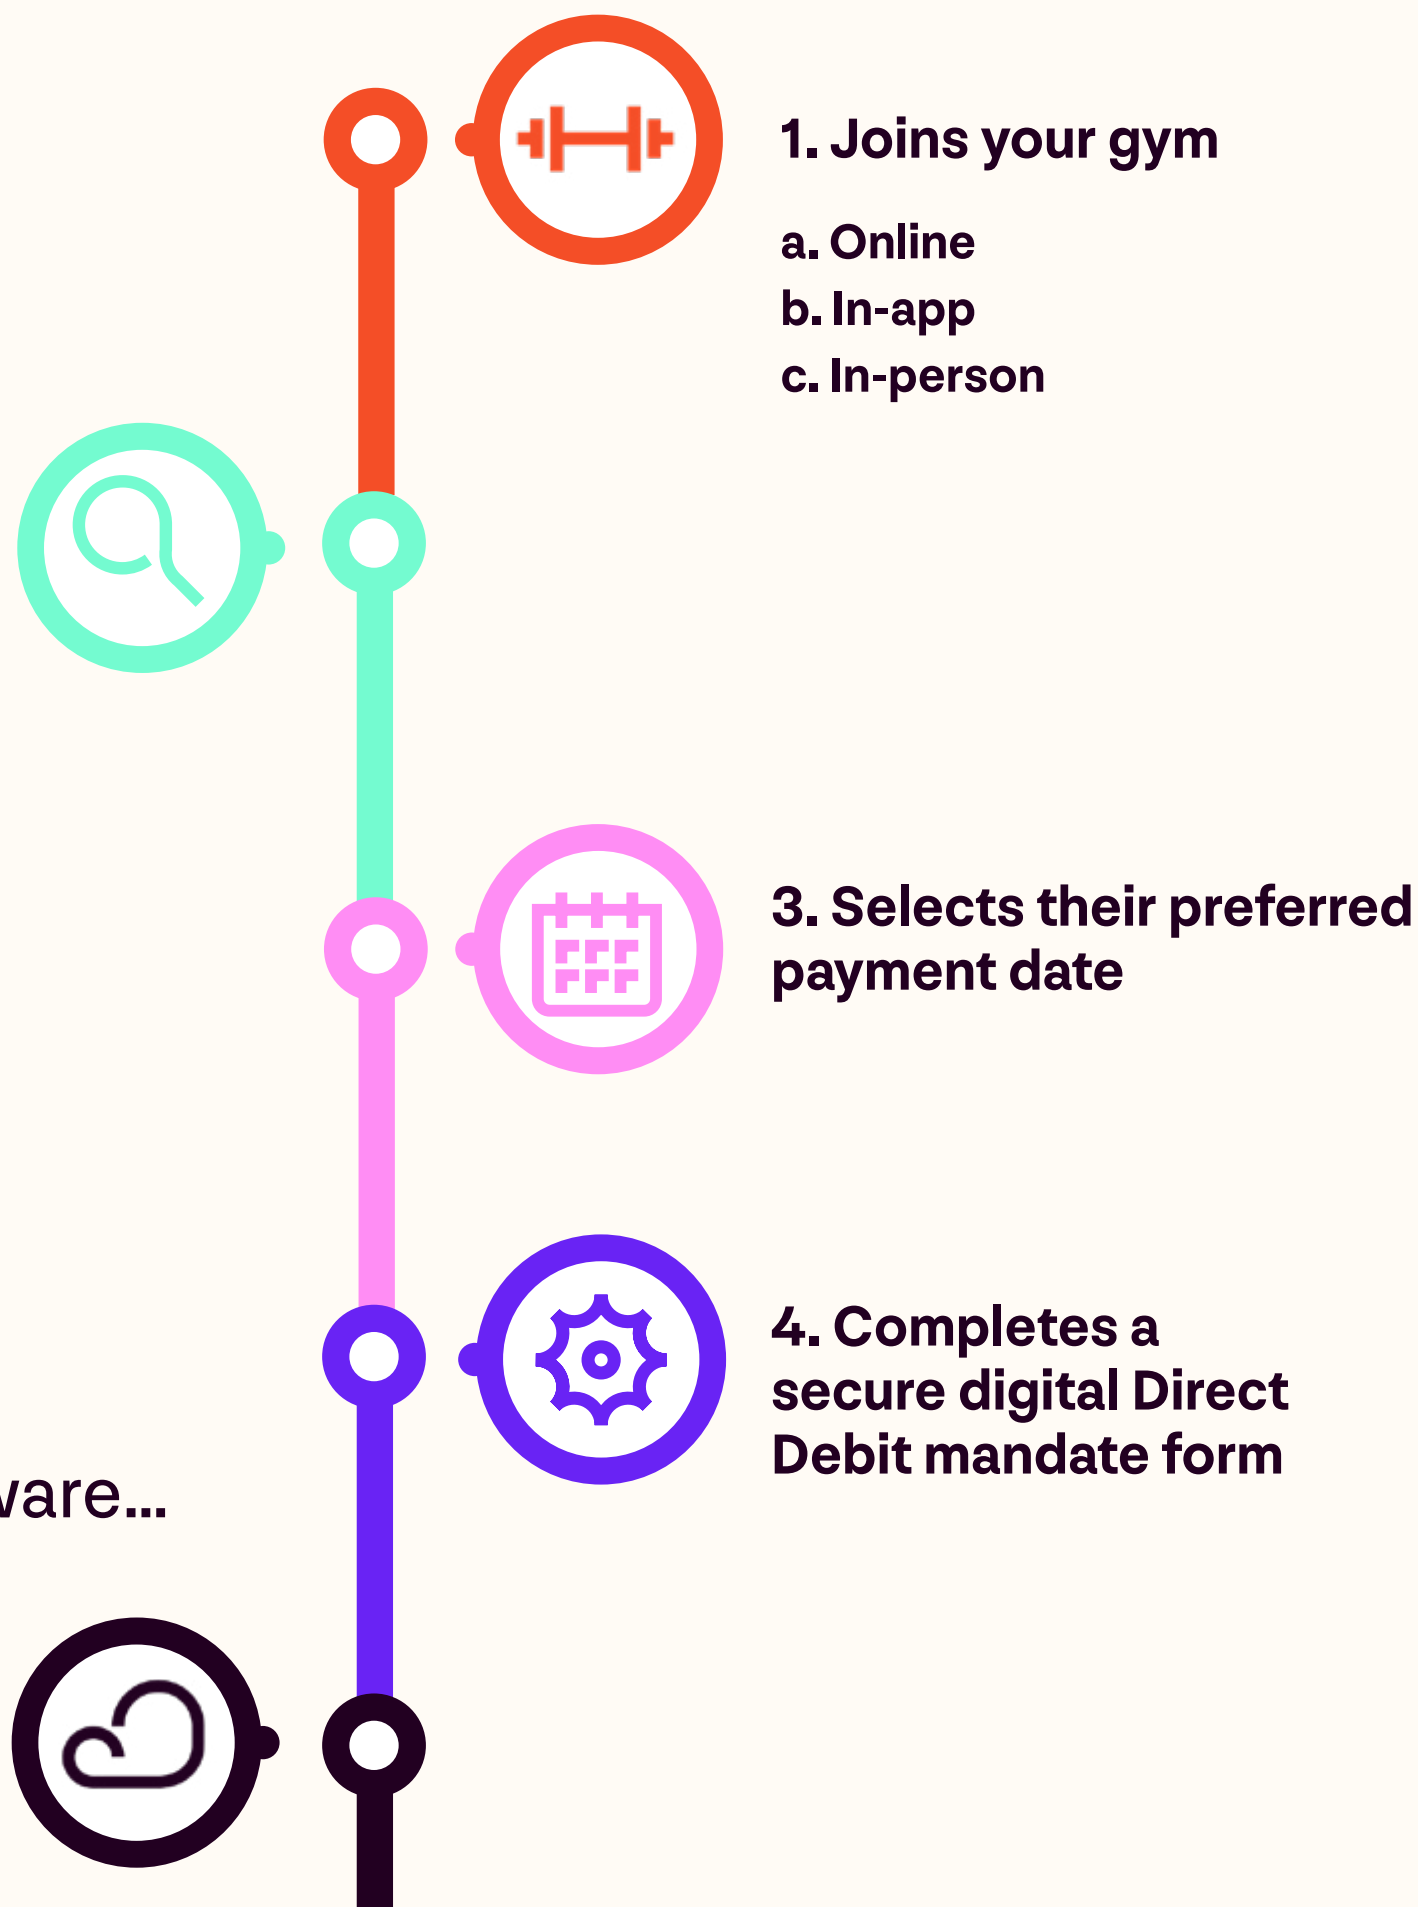 1. Joins your gym
a. Online
b. In-app
c. In-person
3. Selects their preferred
payment date
4. Completes a
secure digital Direct
Debit mandate form